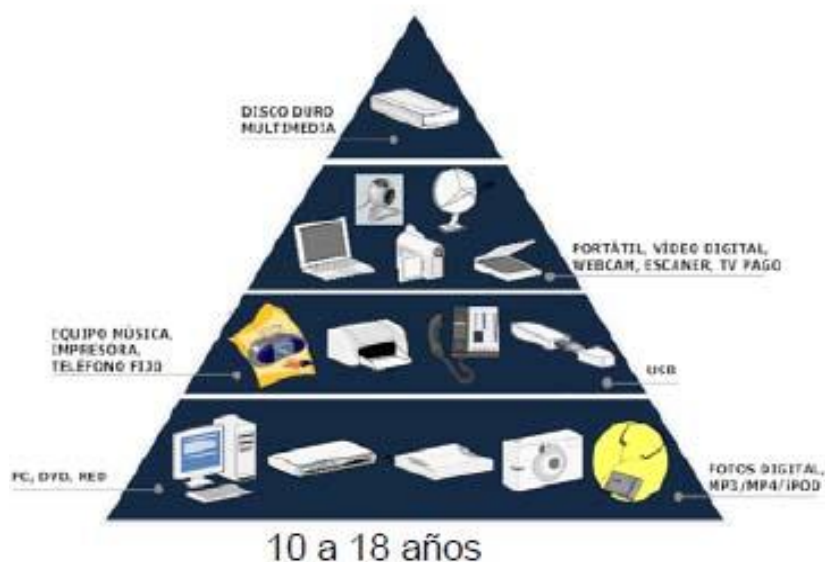 DISCO DURO
MULTIMEDIA
PORTÁTIL, VÍDEO DIGITAL,
WEBCAM, ESCANER, TV PAGO
EQUIPO MÚSICA,
IMPRESORA,
TELÉFONO FIJO
USB
PC, DVD, RED
FOTOS DIGITAL,
MP3/MP4/iPOD
10 a 18 años